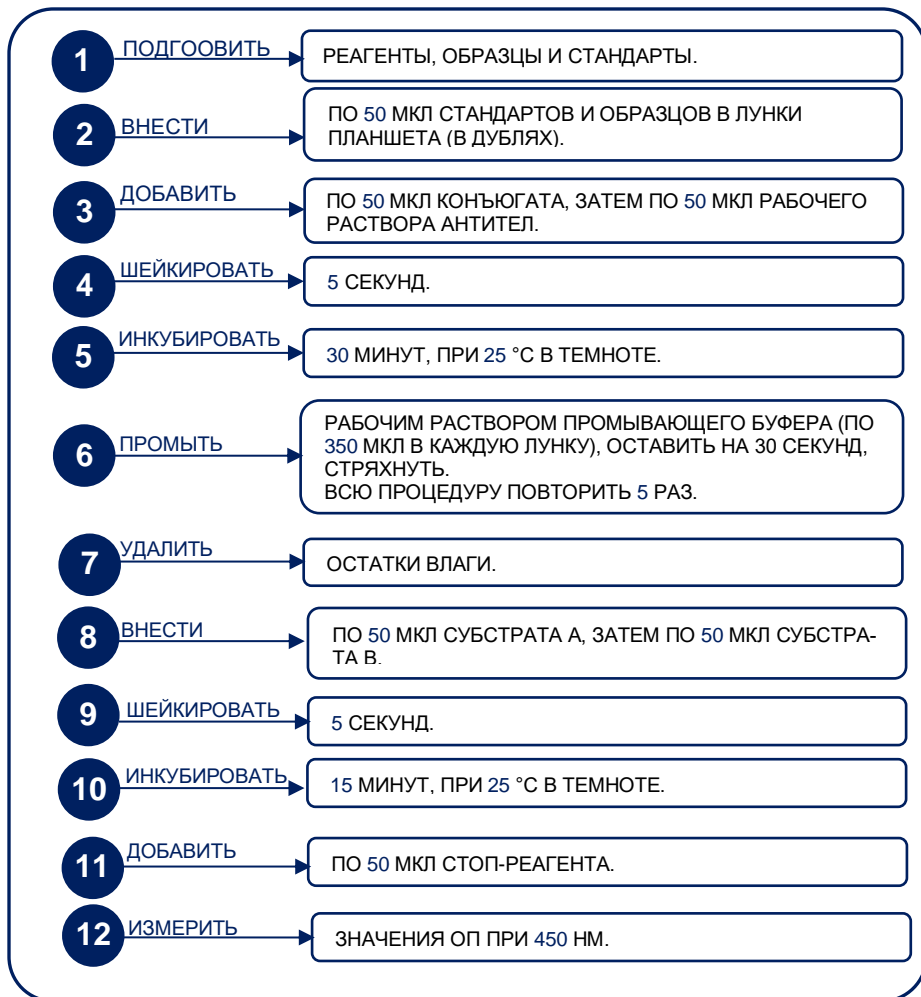 1 ПОДГООВИТЬ РЕАГЕНТЫ, ОБРАЗЦЫ И СТАНДАРТЫ.
2 ВНЕСТИ ПО 50 МКЛ СТАНДАРТОВ И ОБРАЗЦОВ В ЛУНКИ
ПЛАНШЕТА (В ДУБЛЯХ).
3 ДОБАВИТЬ ПО 50 МКЛ КОНЪЮГАТА, ЗАТЕМ ПО 50 МКЛ РАБОЧЕГО
РАСТВОРА АНТИТЕЛ.
4 ШЕЙКИРОВАТЬ 5 СЕКУНД.
5 ИНКУБИРОВАТЬ 30 МИНУТ, ПРИ 25 °С В ТЕМНОТЕ.
6 ПРОМЫТЬ РАБОЧИМ РАСТВОРОМ ПРОМЫВАЮЩЕГО БУФЕРА (ПО
350 МКЛ В КАЖДУЮ ЛУНКУ), ОСТАВИТЬ НА 30 СЕКУНД,
СТРЯХНУТЬ.
ВСЮ ПРОЦЕДУРУ ПОВТОРИТЬ 5 РАЗ.
7 УДАЛИТЬ ОСТАТКИ ВЛАГИ.
8 ВНЕСТИ ПО 50 МКЛ СУБСТРАТА А, ЗАТЕМ ПО 50 МКЛ СУБСТРА-
ТА В.
9 ШЕЙКИРОВАТЬ 5 СЕКУНД.
10 ИНКУБИРОВАТЬ 15 МИНУТ, ПРИ 25 °С В ТЕМНОТЕ.
11 ДОБАВИТЬ ПО 50 МКЛ СТОП-РЕАГЕНТА.
12 ИЗМЕРИТЬ ЗНАЧЕНИЯ ОП ПРИ 450 НМ.